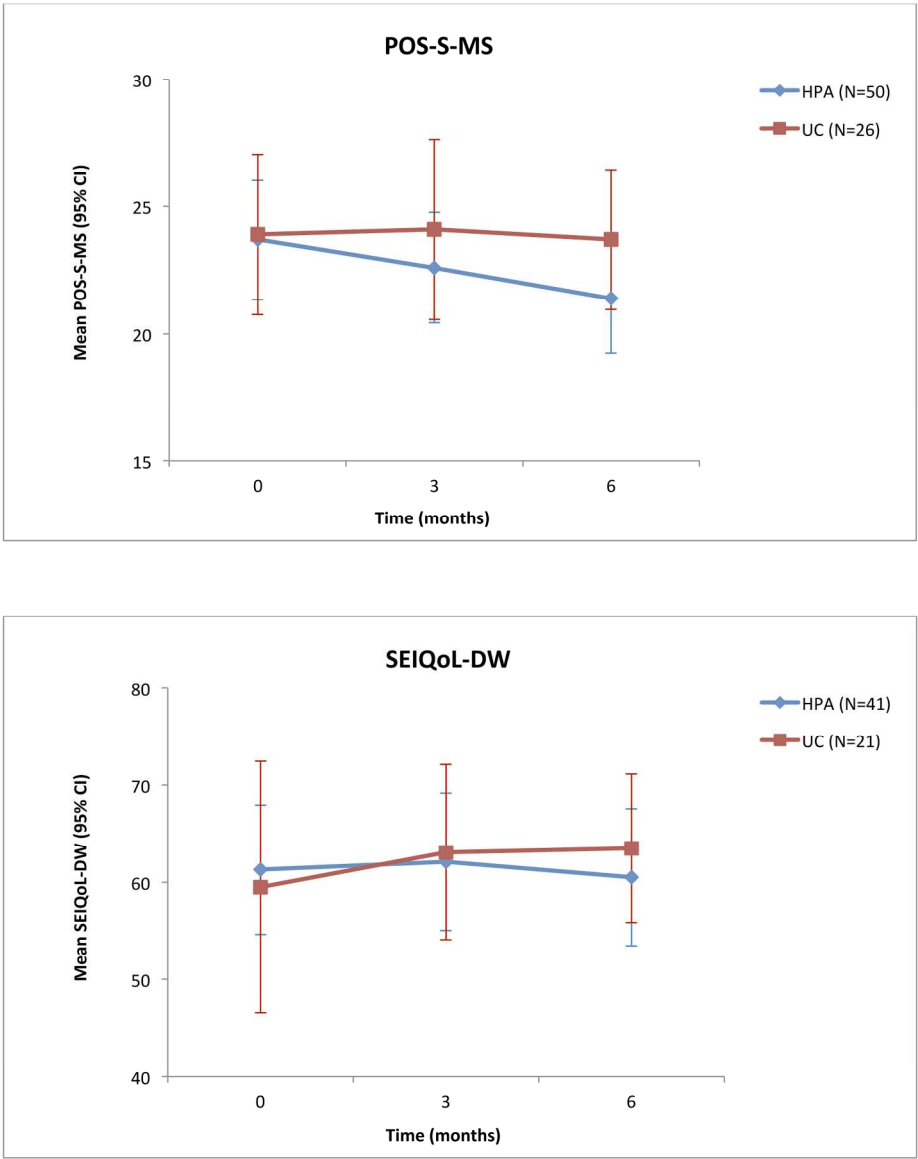 POS-S-MS
30
25
20
15
Mean POS-S-MS (95% CI)
0 3 6
Time (months)
HPA (N=50)
UC (N=26)
SEIQoL-DW
80
70
60
50
40
Mean SEIQoL-DW (95% CI)
0 3 6
Time (months)
HPA (N=41)
UC (N=21)